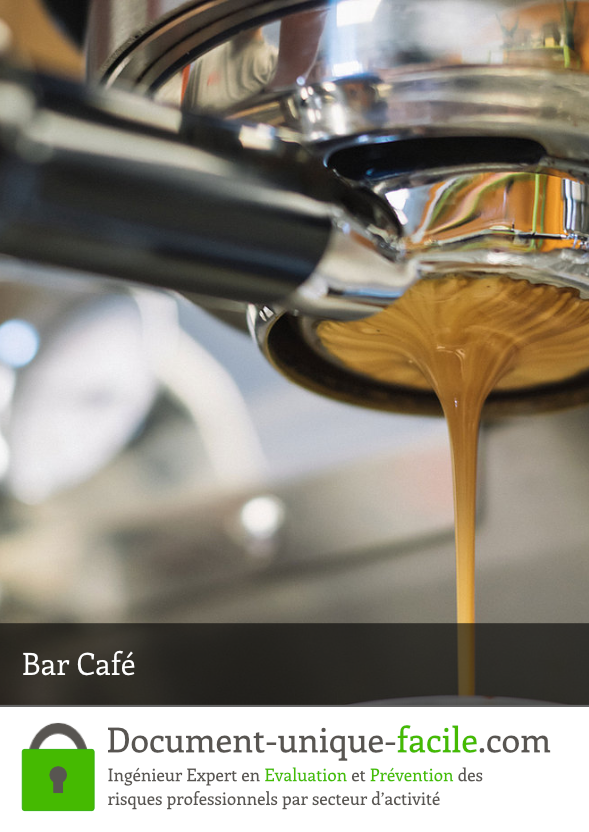 Bar Café
Document-unique-facile.com
Ingénieur Expert en Evaluation et Prévention des
risques professionnels par secteur d’activité